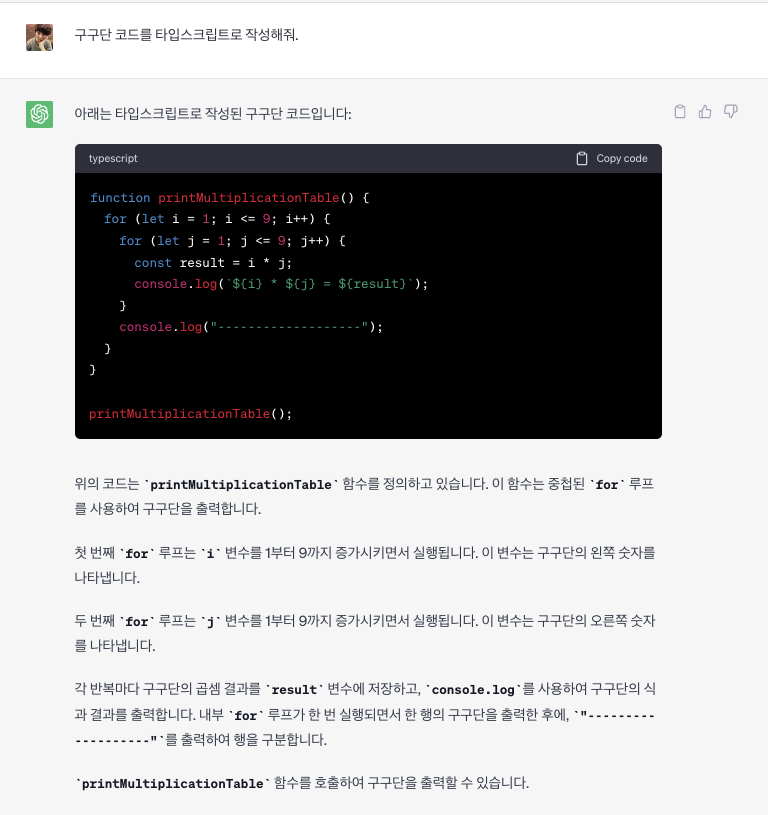 구구단 코드를 타입스크립트로 작성해줘.
아래는 타입스크립트로 작성된 구구단 코드입니다:
typescript
Copy code
function printMultiplicationTable() {
  for (let i = 1; i <= 9; i++) {
    for (let j = 1; j <= 9; j++) {
      const result = i * j;
      console.log(`${i} * ${j} = ${result}`);
    }
    console.log("-------------------");
  }
}
printMultiplicationTable();
위의 코드는 `printMultiplicationTable` 함수를 정의하고 있습니다. 이 함수는 중첩된 `for` 루프
를 사용하여 구구단을 출력합니다.
첫 번째 `for` 루프는 `i` 변수를 1부터 9까지 증가시키면서 실행됩니다. 이 변수는 구구단의 왼쪽 숫자를
나타냅니다.
두 번째 `for` 루프는 `j` 변수를 1부터 9까지 증가시키면서 실행됩니다. 이 변수는 구구단의 오른쪽 숫자
를 나타냅니다.
각 반복마다 구구단의 곱셈 결과를 `result` 변수에 저장하고, `console.log`를 사용하여 구구단의 식
과 결과를 출력합니다. 내부 `for` 루프가 한 번 실행되면서 한 행의 구구단을 출력한 후에, `"---------
----------"`를 출력하여 행을 구분합니다.
`printMultiplicationTable` 함수를 호출하여 구구단을 출력할 수 있습니다.